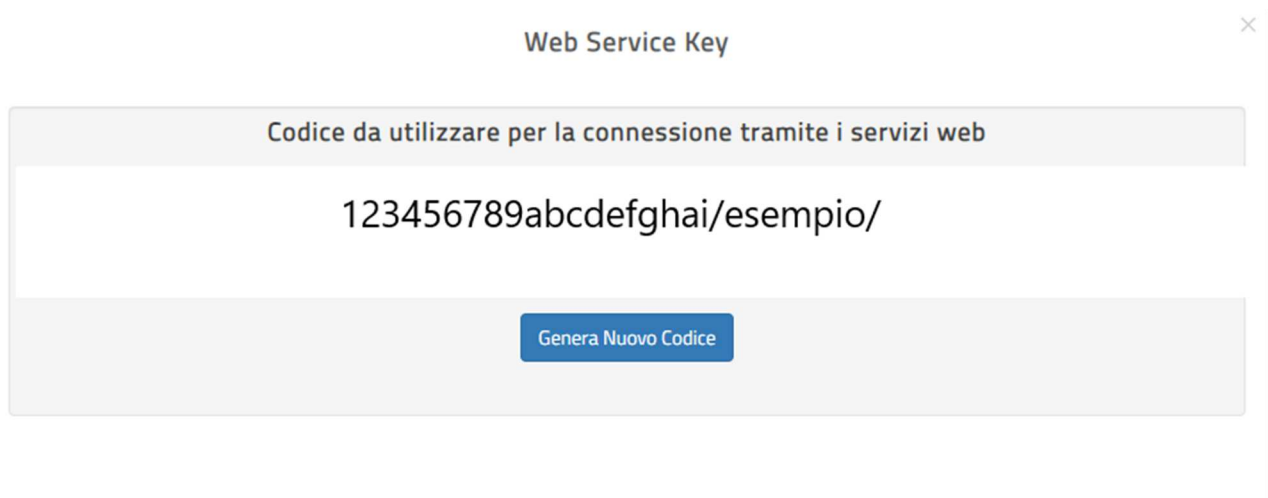 Web Service Key
Codice da utilizzare per la connessione tramite i servizi web
123456789abcdefghai/esempio/
Genera Nuovo Codice